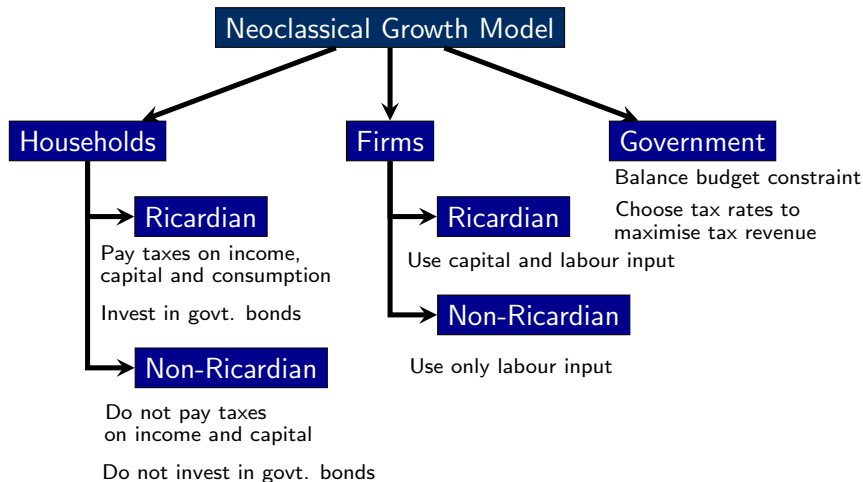 Neoclassical Growth Model
Households
Firms
Government
Balance budget constraint
Choose tax rates to
maximise tax revenue
Ricardian
Pay taxes on income,
capital and consumption
Invest in govt. bonds
Non-Ricardian
Do not pay taxes
on income and capital
Do not invest in govt. bonds
Ricardian
Use capital and labour input
Non-Ricardian
Use only labour input